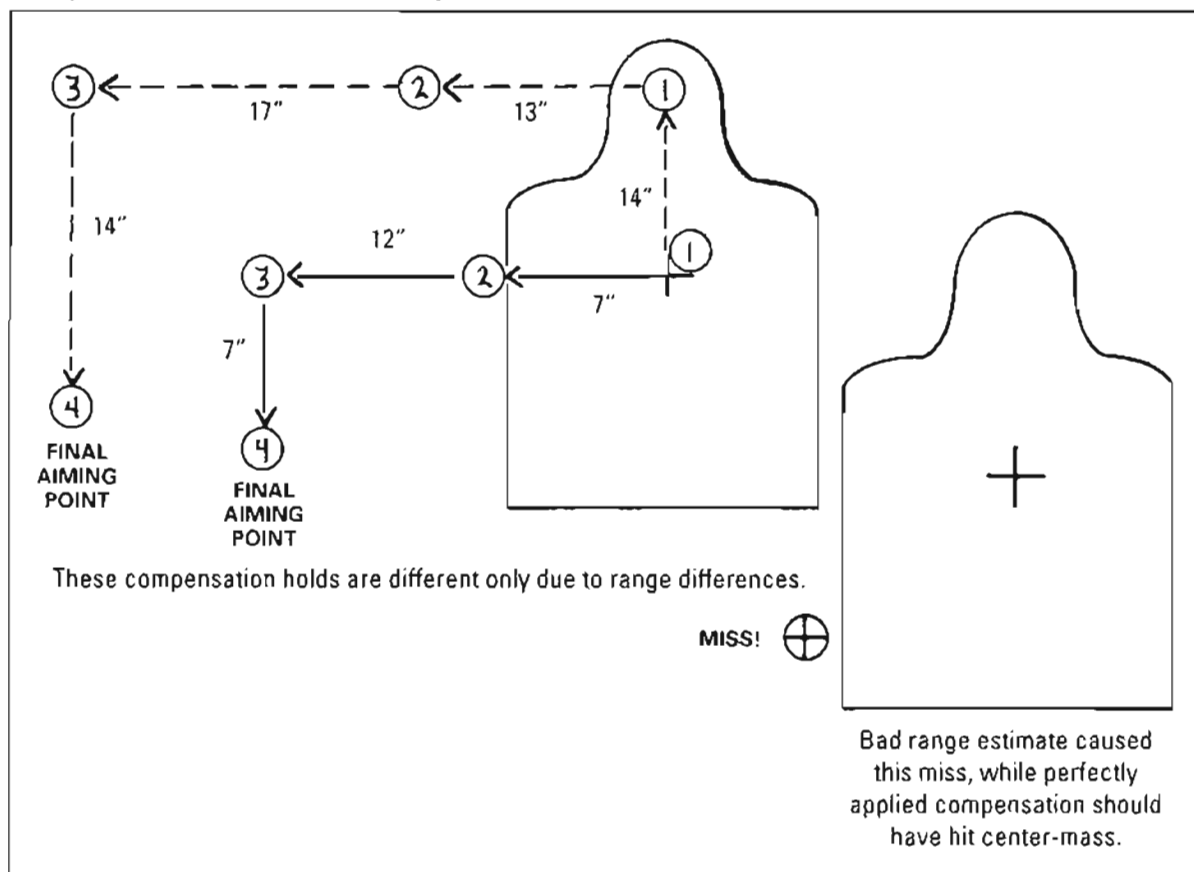 3
2
1
17"
13"
14"
14"
12"
1
3
2
7"
7"
4
4
FINAL
AIMING
POINT
FINAL
AIMING
POINT
These compensation holds are different only due to range differences.
MISS!
Bad range estimate caused
this miss, while perfectly
applied compensation should
have hit center-mass.